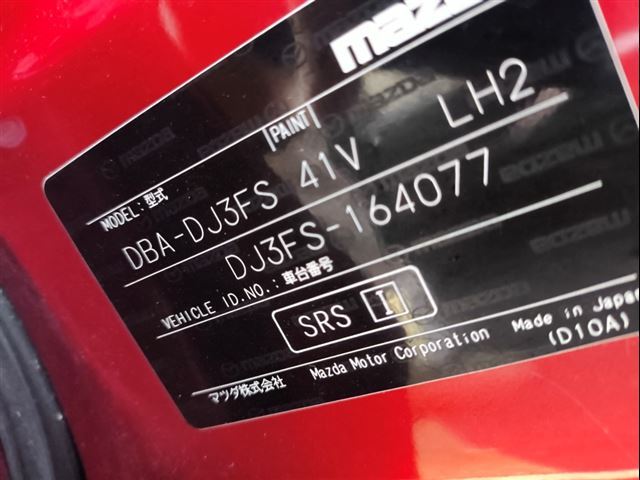 mazda
MODEL: 型式 PAINT
DBA-DJ3FS 41V LH2
DJ3FS-164077
VEHICLE ID.NO.: 車台番号
SRS I
マツダ株式会社 Mazda Motor Corporation Made in Japan
(D10A)